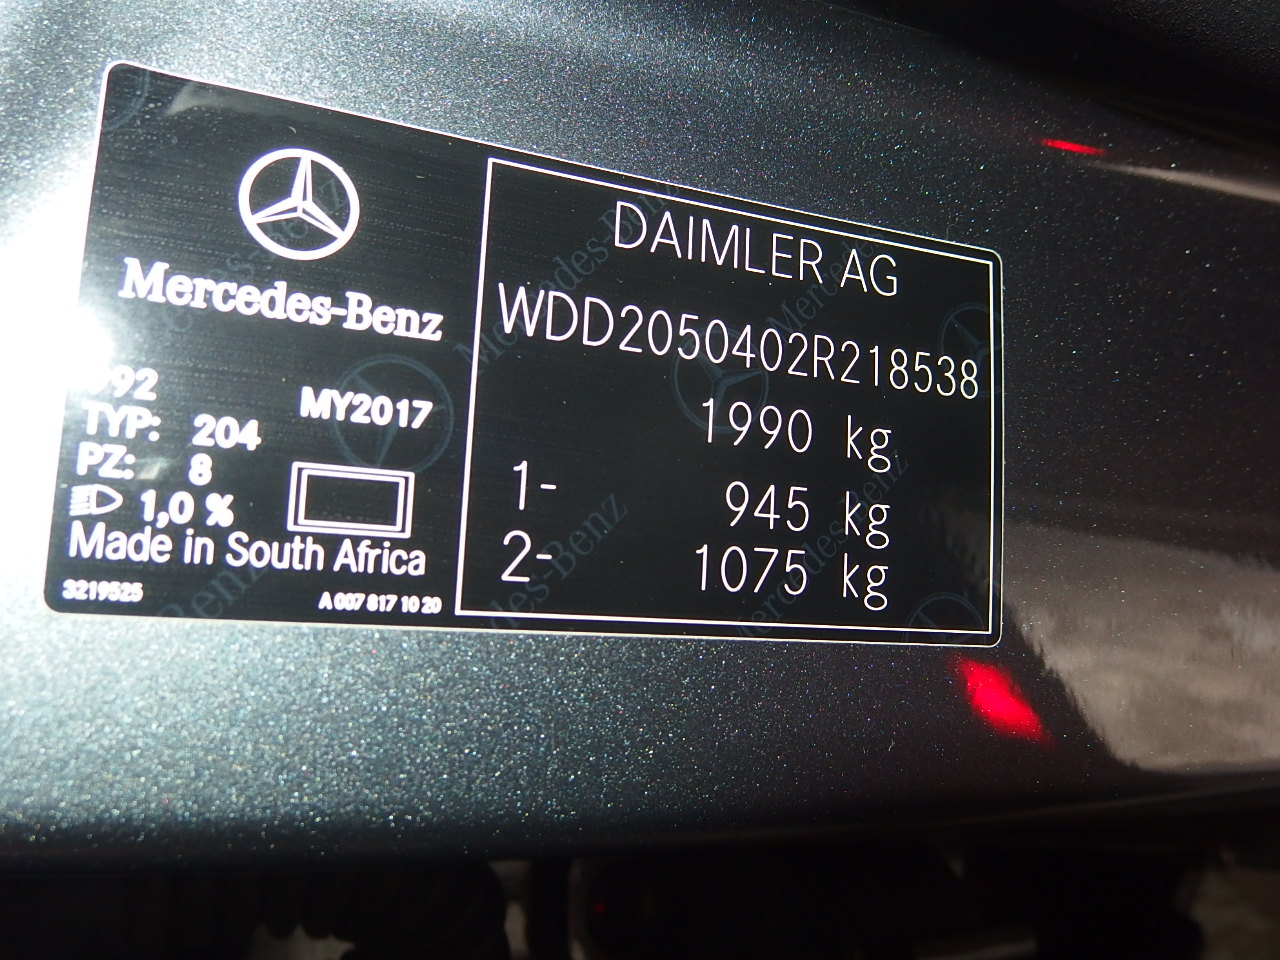 Mercedes-Benz
92
MY2017
TYP: 204
PZ: 8
1,0 %
Made in South Africa
3219525
A 007 817 10 20
DAIMLER AG
WDD2050402R218538
1990 kg
1- 945 kg
2- 1075 kg